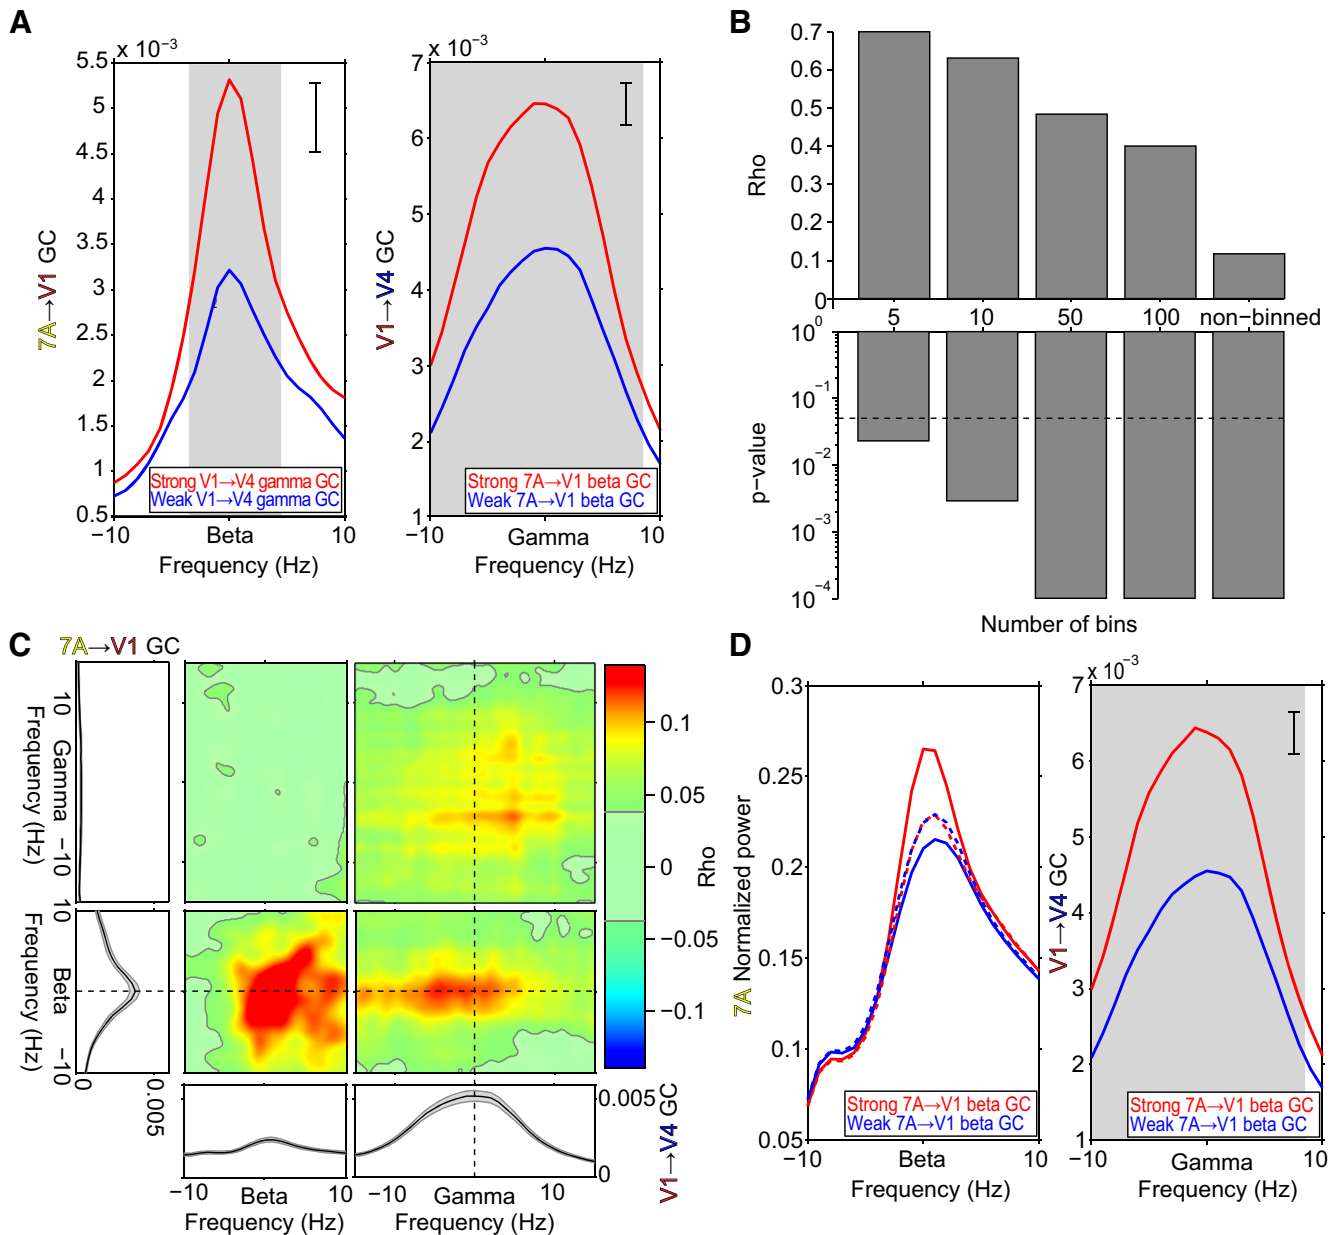 A
x 10⁻³
5.5
5
4.5
4
3.5
3
2.5
2
1.5
1
0.5
7A→V1 GC
Strong V1→V4 gamma GC
Weak V1→V4 gamma GC
−10 Beta 10
Frequency (Hz)
x 10⁻³
7
6
5
4
3
2
1
V1→V4 GC
Strong 7A→V1 beta GC
Weak 7A→V1 beta GC
−10 Gamma 10
Frequency (Hz)
B
0.7
0.6
0.5
0.4
0.3
0.2
0.1
0
Rho
5 10 50 100 non−binned
10⁰
10⁻¹
10⁻²
10⁻³
10⁻⁴
p−value
Number of bins
C
7A→V1 GC
10 Gamma −10
Frequency (Hz)
10 Beta −10
Frequency (Hz)
0 0.005
0.1
0.05
0
−0.05
−0.1
Rho
−10 Beta 10
Frequency (Hz)
−10 Gamma 10
Frequency (Hz)
0.005
0
V1→V4 GC
D
0.3
0.25
0.2
0.15
0.1
0.05
7A Normalized power
Strong 7A→V1 beta GC
Weak 7A→V1 beta GC
−10 Beta 10
Frequency (Hz)
x 10⁻³
7
6
5
4
3
2
1
V1→V4 GC
Strong 7A→V1 beta GC
Weak 7A→V1 beta GC
−10 Gamma 10
Frequency (Hz)